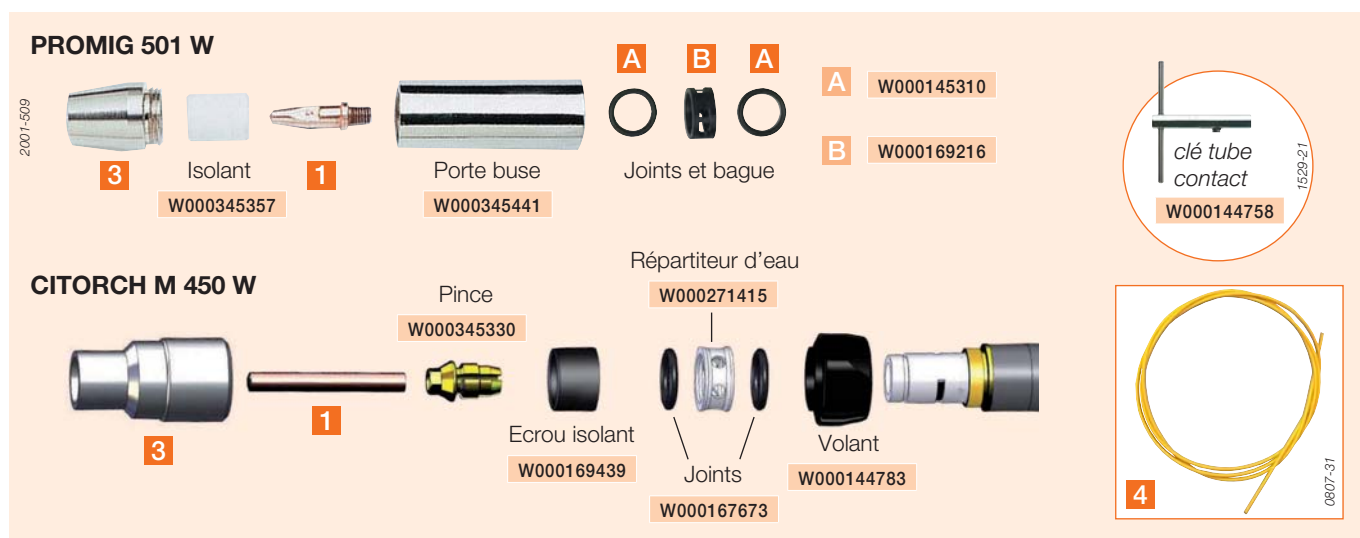 PROMIG 501 W
2001-509
3
Isolant
W000345357
1
Porte buse
W000345441
A
B
A
Joints et bague
A
W000145310
B
W000169216
clé tube
contact
W000144758
1529-21
CITORCH M 450 W
3
1
Pince
W000345330
Ecrou isolant
W000169439
Répartiteur d'eau
W000271415
Joints
W000167673
Volant
W000144783
4
0807-31